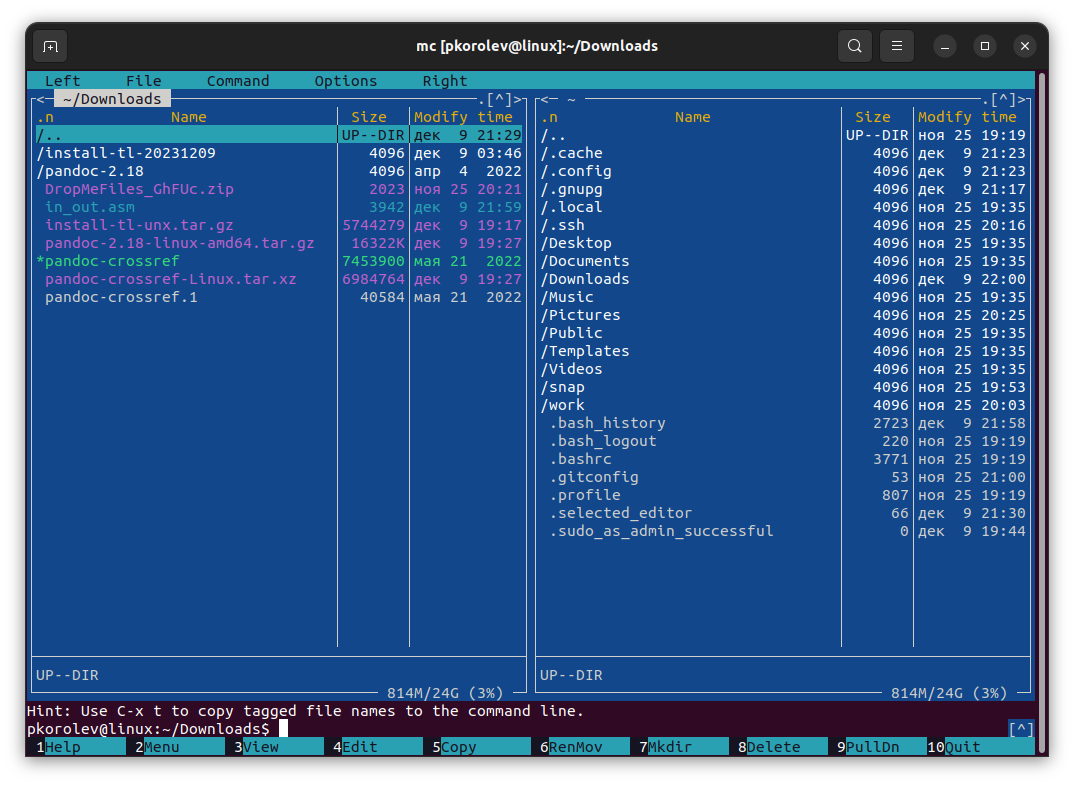 mc [pkorolev@linux]:~/Downloads
Left File Command Options Right
<─ ~/Downloads ─.[^]>
.n Name Size Modify time
/.. UP--DIR дек 9 21:29
/install-tl-20231209 4096 дек 9 03:46
/pandoc-2.18 4096 апр 4 2022
DropMeFiles_GhFUc.zip 2023 ноя 25 20:21
in_out.asm 3942 дек 9 21:59
install-tl-unx.tar.gz 5744279 дек 9 19:17
pandoc-2.18-linux-amd64.tar.gz 16322K дек 9 19:27
*pandoc-crossref 7453900 мая 21 2022
pandoc-crossref-Linux.tar.xz 6984764 дек 9 19:27
pandoc-crossref.1 40584 мая 21 2022
UP--DIR
814M/24G (3%)
<─ ~ ─.[^]>
.n Name Size Modify time
/.. UP--DIR ноя 25 19:19
/.cache 4096 дек 9 21:23
/.config 4096 дек 9 21:23
/.gnupg 4096 дек 9 21:17
/.local 4096 ноя 25 19:35
/.ssh 4096 ноя 25 20:16
/Desktop 4096 ноя 25 19:35
/Documents 4096 ноя 25 19:35
/Downloads 4096 дек 9 22:00
/Music 4096 ноя 25 19:35
/Pictures 4096 ноя 25 20:25
/Public 4096 ноя 25 19:35
/Templates 4096 ноя 25 19:35
/Videos 4096 ноя 25 19:35
/snap 4096 ноя 25 19:53
/work 4096 ноя 25 20:03
.bash_history 2723 дек 9 21:58
.bash_logout 220 ноя 25 19:19
.bashrc 3771 ноя 25 19:19
.gitconfig 53 ноя 25 21:00
.profile 807 ноя 25 19:19
.selected_editor 66 дек 9 21:30
.sudo_as_admin_successful 0 дек 9 19:44
UP--DIR
814M/24G (3%)
Hint: Use C-x t to copy tagged file names to the command line.
pkorolev@linux:~/Downloads$ [^]
1Help 2Menu 3View 4Edit 5Copy 6RenMov 7Mkdir 8Delete 9PullDn 10Quit